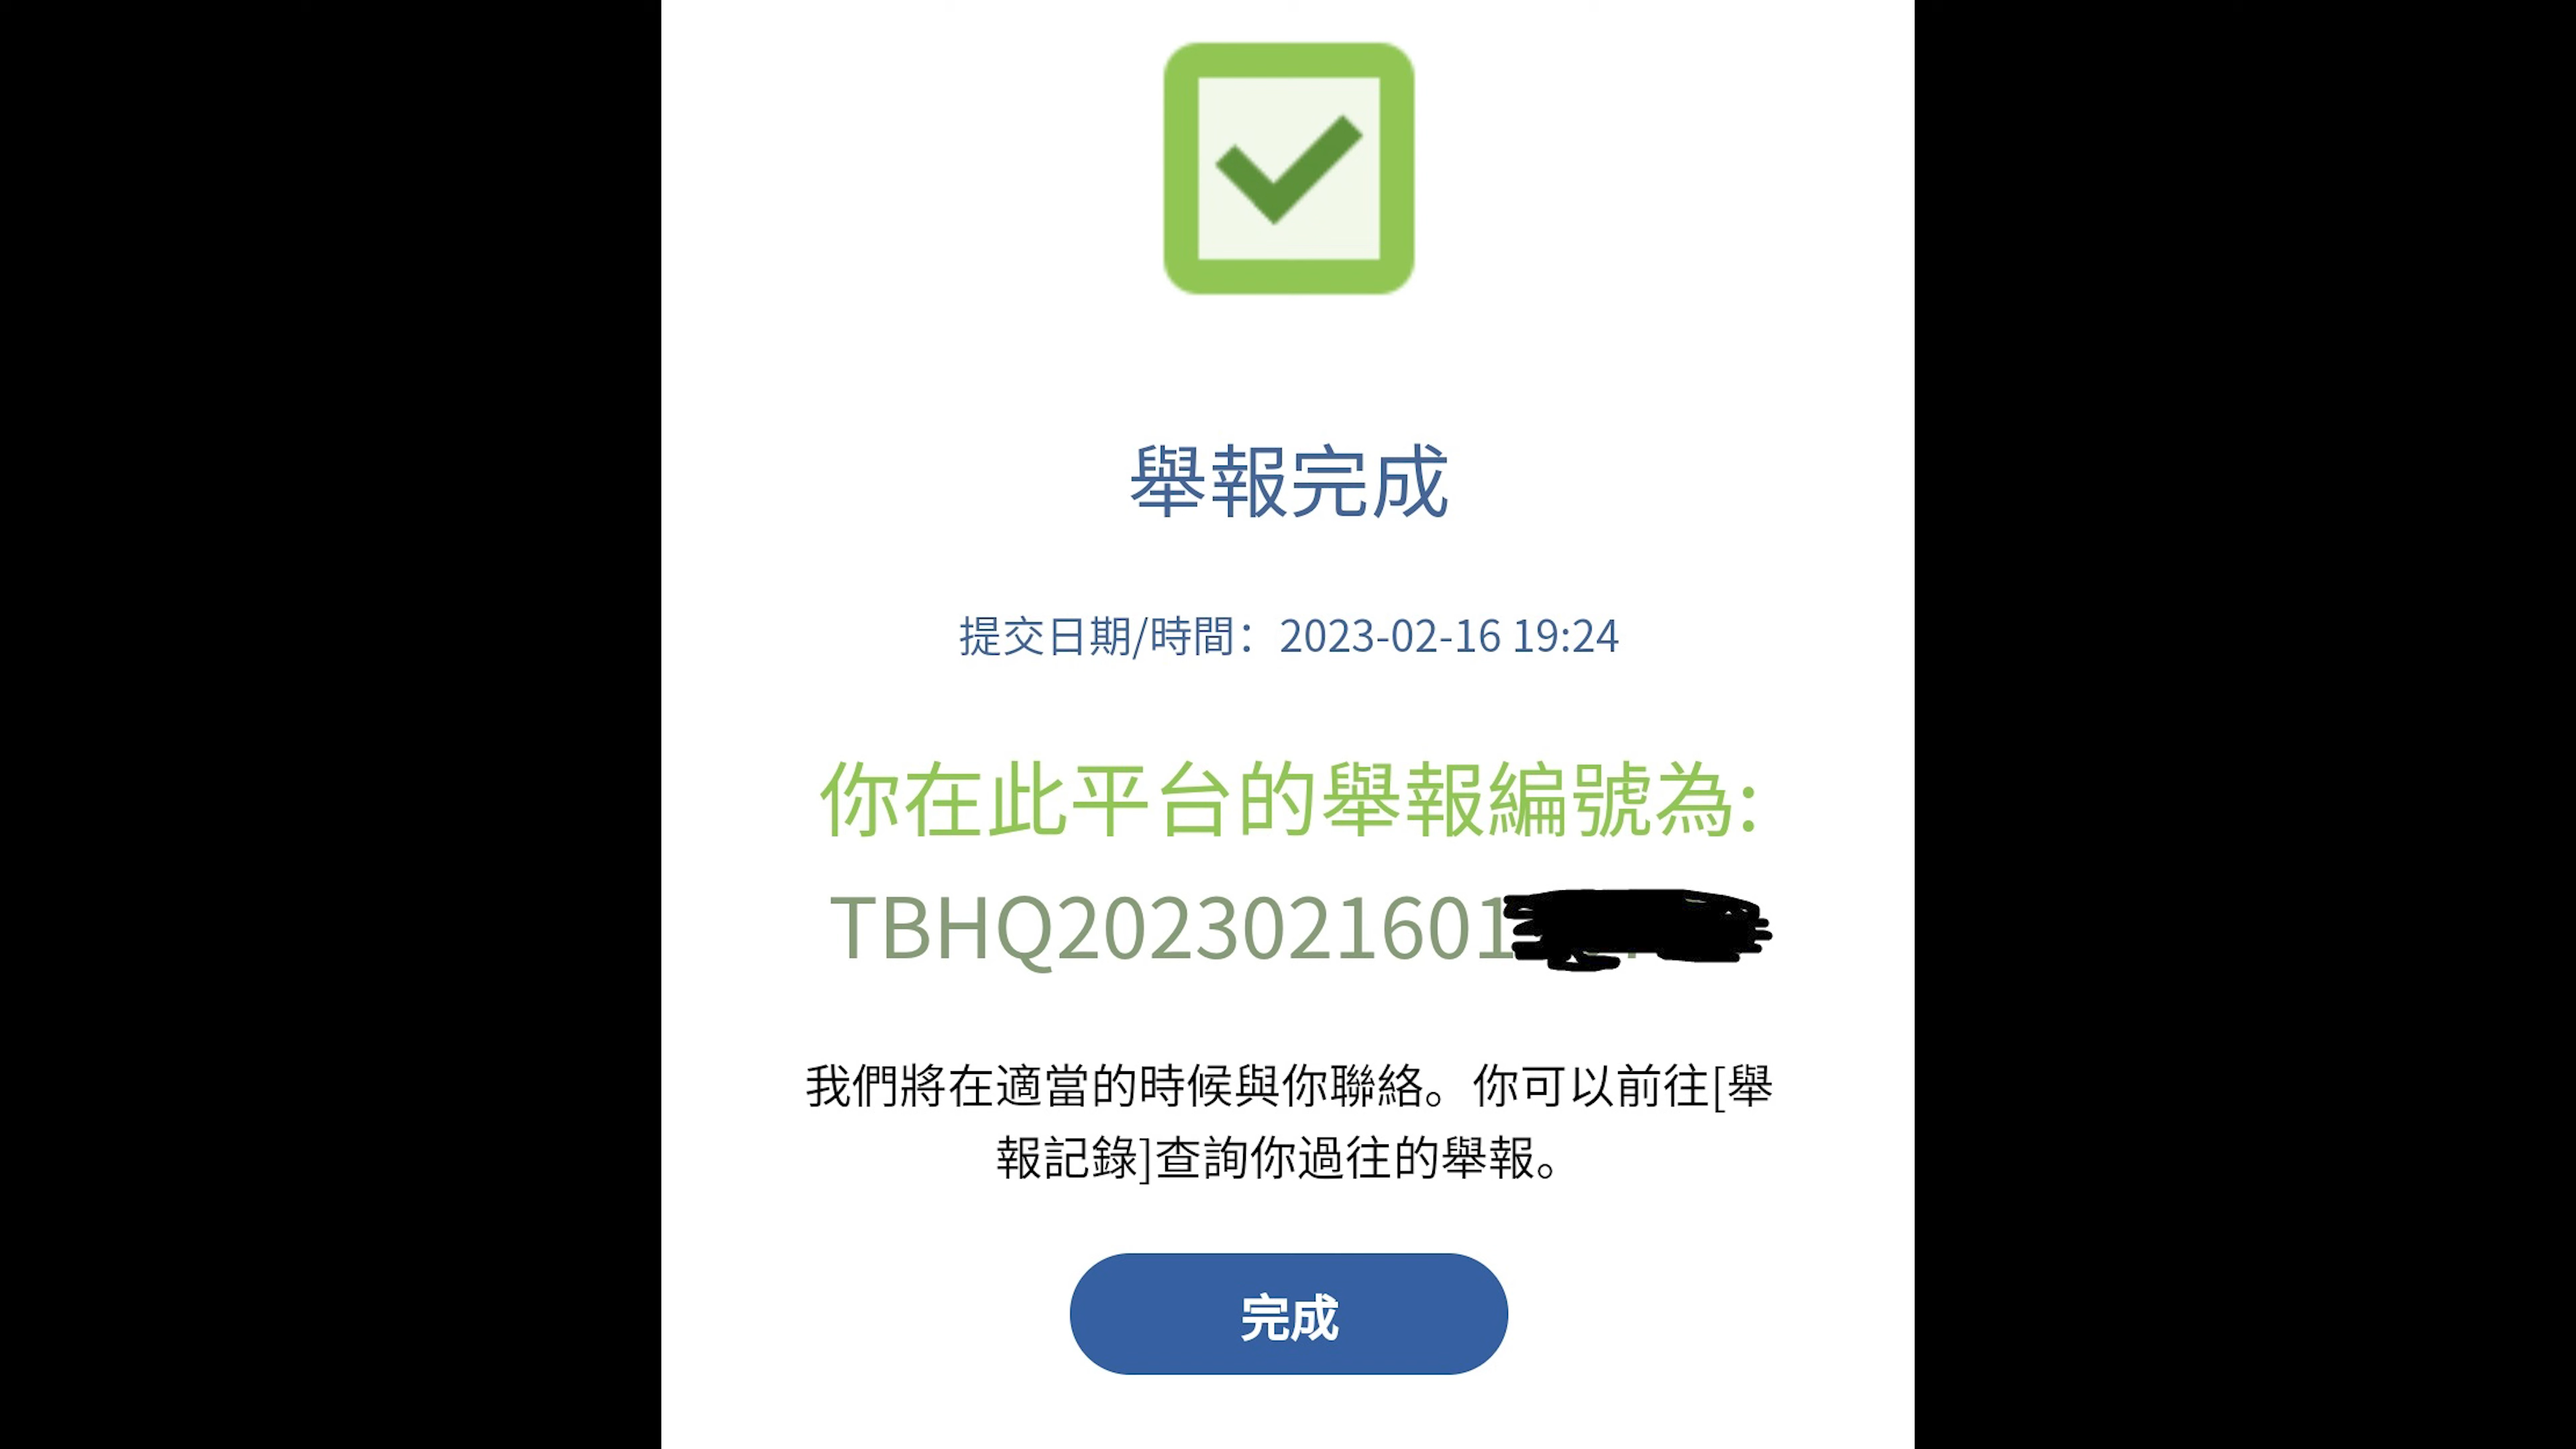 舉報完成
提交日期/時間：2023-02-16 19:24
你在此平台的舉報編號為:
TBHQ2023021601
我們將在適當的時候與你聯絡。你可以前往[舉
報記錄]查詢你過往的舉報。
完成